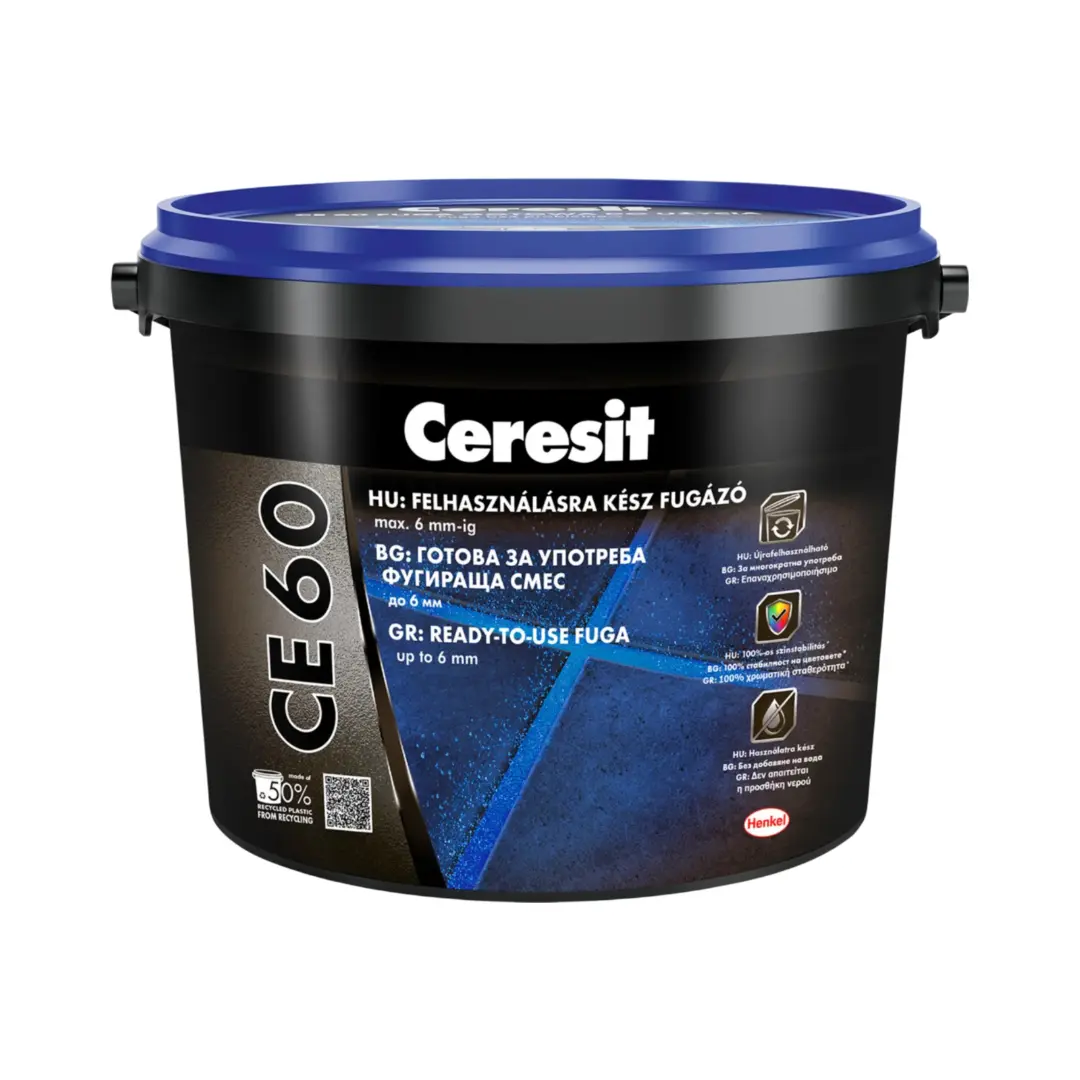 Ceresit
Ceresit
CE 60
HU: FELHASZNÁLÁSRA KÉSZ FUGÁZÓ
max. 6 mm-ig
BG: ГОТОВА ЗА УПОТРЕБА
ФУГИРАЩА СМЕС
до 6 мм
GR: READY-TO-USE FUGA
up to 6 mm
HU: Újrafelhasználható
BG: За многократна употреба
GR: Επαναχρησιμοποιήσιμο
HU: 100%-os színstabilitás*
BG: 100% стабилност на цветовете*
GR: 100% χρωματική σταθερότητα*
HU: Használatra kész
BG: Без добавяне на вода
GR: Δεν απαιτείται
η προσθήκη νερού
made of
50%
RECYCLED PLASTIC
FROM RECYCLING
Henkel